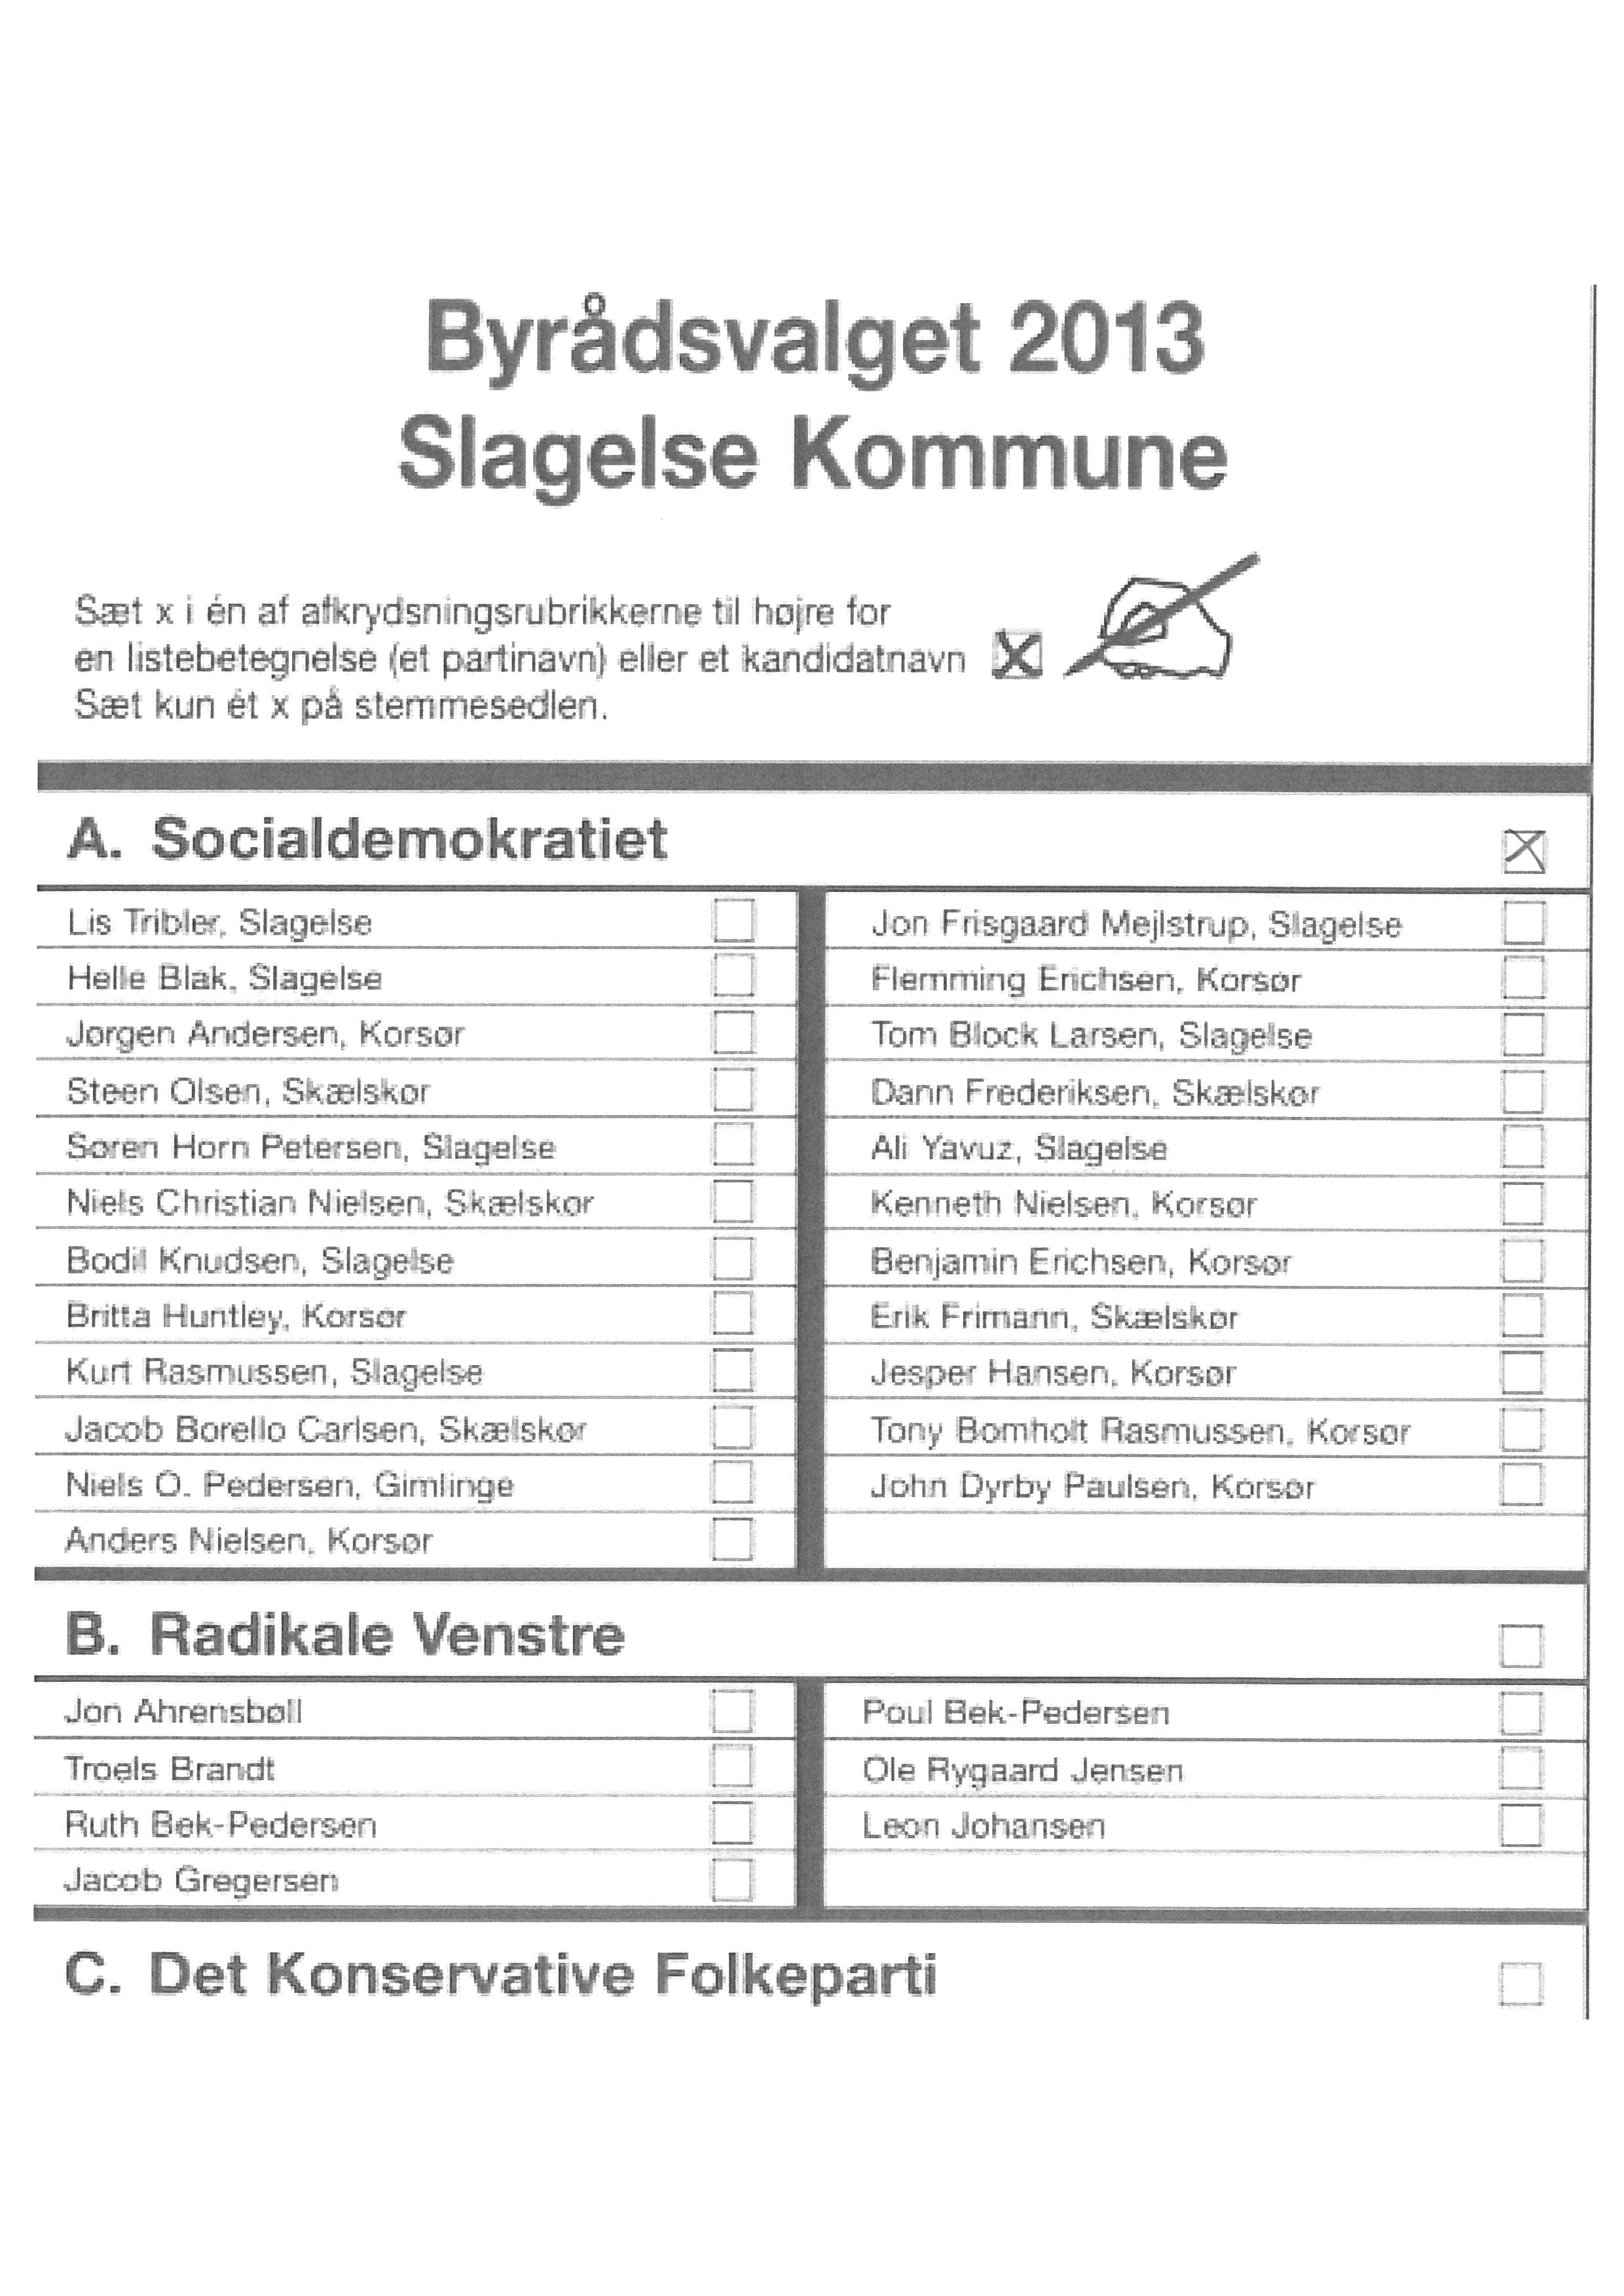 Byrådsvalget 2013
Slagelse Kommune
Sæt x i én af afkrydsningsrubrikkerne til højre for
en listebetegnelse (et partinavn) eller et kandidatnavn
Sæt kun ét x på stemmesedlen.
A. Socialdemokratiet
Lis Tribler, Slagelse
Helle Blak, Slagelse
Jørgen Andersen, Korsør
Steen Olsen, Skælskør
Søren Horn Petersen, Slagelse
Niels Christian Nielsen, Skælskør
Bodil Knudsen, Slagelse
Britta Huntley, Korsør
Kurt Rasmussen, Slagelse
Jacob Borello Carlsen, Skælskør
Niels O. Pedersen, Gimlinge
Anders Nielsen, Korsør
Jon Frisgaard Mejlstrup, Slagelse
Flemming Erichsen, Korsør
Tom Block Larsen, Slagelse
Dann Frederiksen, Skælskør
Ali Yavuz, Slagelse
Kenneth Nielsen, Korsør
Benjamin Erichsen, Korsør
Erik Frimann, Skælskør
Jesper Hansen, Korsør
Tony Bomholt Rasmussen, Korsør
John Dyrby Paulsen, Korsør
B. Radikale Venstre
Jon Ahrensbøll
Troels Brandt
Ruth Bek-Pedersen
Jacob Gregersen
Poul Bek-Pedersen
Ole Rygaard Jensen
Leon Johansen
C. Det Konservative Folkeparti